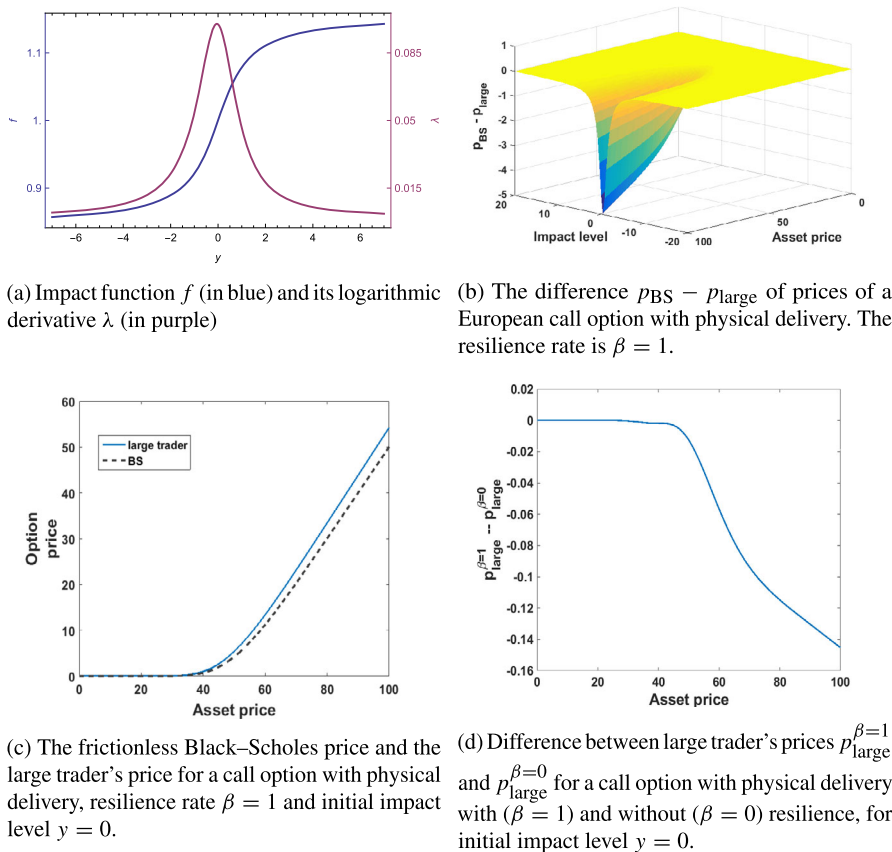 1.1
1.0
0.9
f
0.085
0.05
0.015
λ
−6 −4 −2 0 2 4 6
y
1
0
-1
-2
-3
-4
-5
p_BS - p_large
20 10 0 -10 -20
Impact level
100 50 0
Asset price
(a) Impact function f (in blue) and its logarithmic
derivative λ (in purple)
(b) The difference p_BS − p_large of prices of a
European call option with physical delivery. The
resilience rate is β = 1.
60
50
40
30
20
10
0
Option
price
large trader
BS
0 20 40 60 80 100
Asset price
(c) The frictionless Black–Scholes price and the
large trader’s price for a call option with physical
delivery, resilience rate β = 1 and initial impact
level y = 0.
0.02
0
-0.02
-0.04
-0.06
-0.08
-0.1
-0.12
-0.14
-0.16
p_large^β=1 -- p_large^β=0
0 20 40 60 80 100
Asset price
(d) Difference between large trader’s prices p_large^β=1
and p_large^β=0 for a call option with physical delivery
with (β = 1) and without (β = 0) resilience, for
initial impact level y = 0.